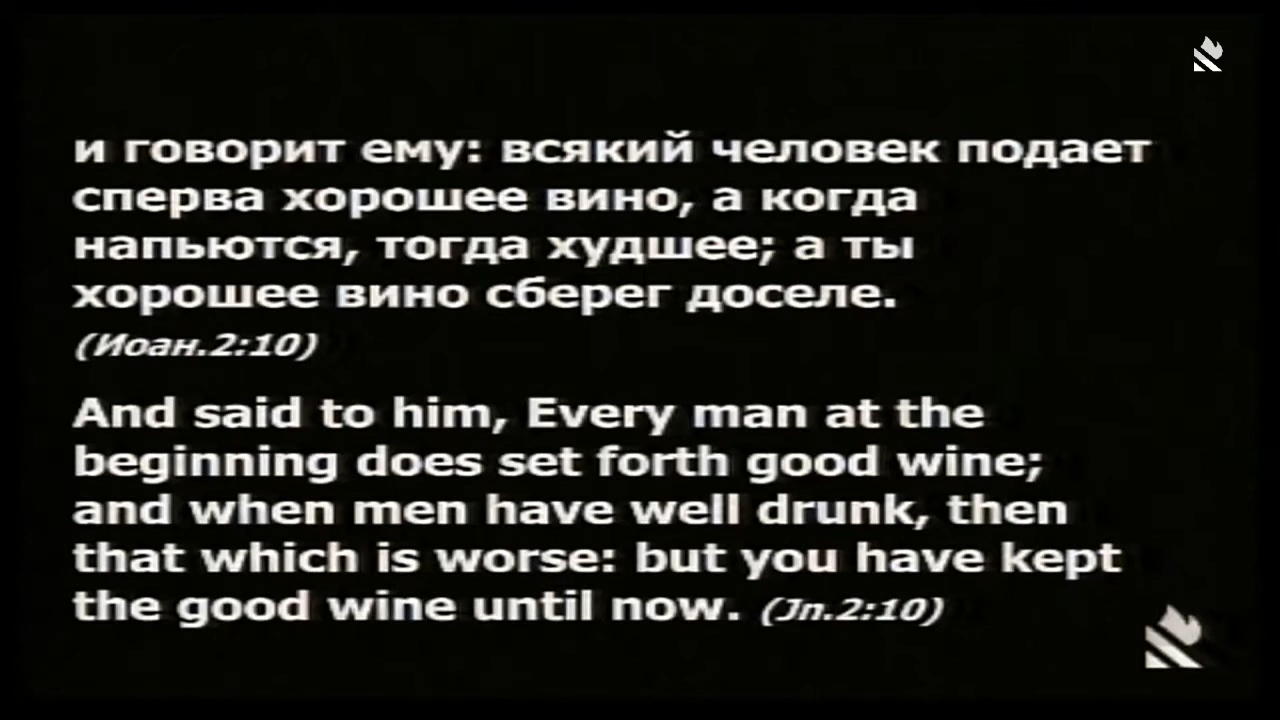 и говорит ему: всякий человек подает
сперва хорошее вино, а когда
напьются, тогда худшее; а ты
хорошее вино сберег доселе.
(Иоан.2:10)
And said to him, Every man at the
beginning does set forth good wine;
and when men have well drunk, then
that which is worse: but you have kept
the good wine until now. (Jn.2:10)